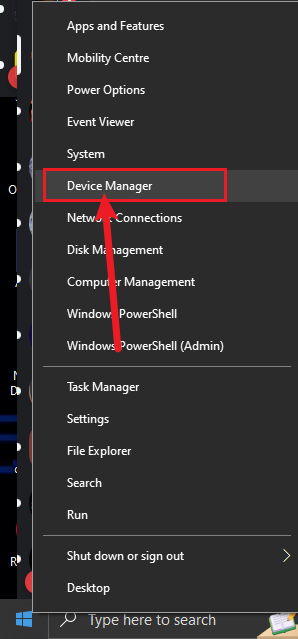 Apps and Features
Mobility Centre
Power Options
Event Viewer
System
Device Manager
Network Connections
Disk Management
Computer Management
Windows PowerShell
Windows PowerShell (Admin)
Task Manager
Settings
File Explorer
Search
Run
Shut down or sign out
Desktop
Type here to search